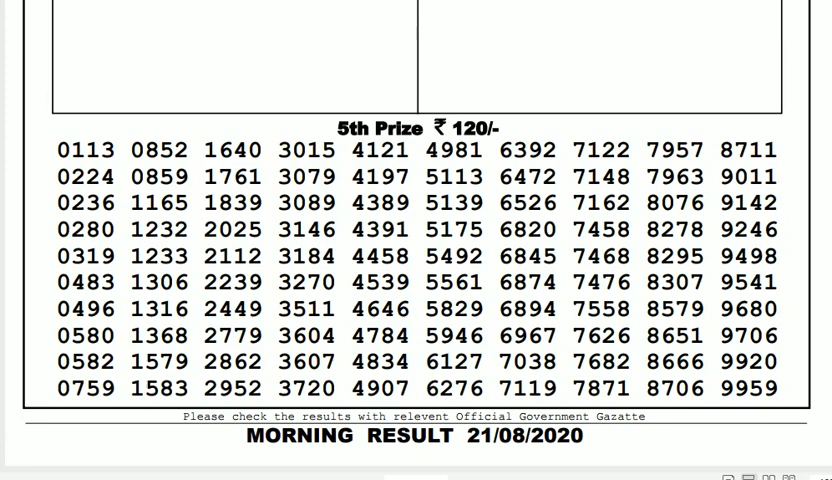 5th Prize ₹ 120/-
0113 0852 1640 3015 4121 4981 6392 7122 7957 8711
0224 0859 1761 3079 4197 5113 6472 7148 7963 9011
0236 1165 1839 3089 4389 5139 6526 7162 8076 9142
0280 1232 2025 3146 4391 5175 6820 7458 8278 9246
0319 1233 2112 3184 4458 5492 6845 7468 8295 9498
0483 1306 2239 3270 4539 5561 6874 7476 8307 9541
0496 1316 2449 3511 4646 5829 6894 7558 8579 9680
0580 1368 2779 3604 4784 5946 6967 7626 8651 9706
0582 1579 2862 3607 4834 6127 7038 7682 8666 9920
0759 1583 2952 3720 4907 6276 7119 7871 8706 9959
Please check the results with relevent Official Government Gazatte
MORNING RESULT 21/08/2020